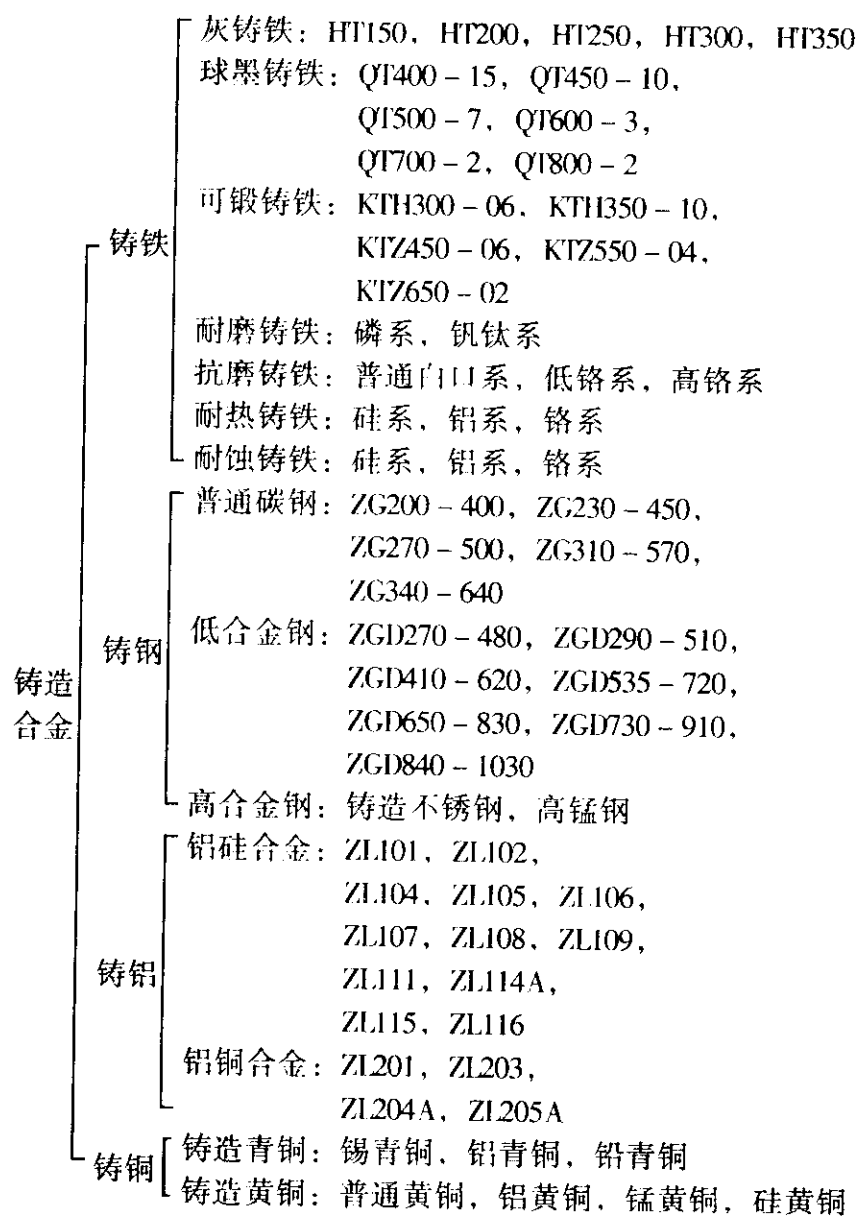 灰铸铁：HT150，HT200，HT250，HT300，HT350
球墨铸铁：QT400－15，QT450－10，
QT500－7，QT600－3，
QT700－2，QT800－2
可锻铸铁：KTH300－06，KTH350－10，
铸铁
KTZ450－06，KTZ550－04，
KTZ650－02
耐磨铸铁：磷系，钒钛系
抗磨铸铁：普通白口系，低铬系，高铬系
耐热铸铁：硅系，铝系，铬系
耐蚀铸铁：硅系，铝系，铬系
普通碳钢：ZG200－400，ZG230－450，
ZG270－500，ZG310－570，
ZG340－640
铸钢
低合金钢：ZGD270－480，ZGD290－510，
铸造
合金
ZGD410－620，ZGD535－720，
ZGD650－830，ZGD730－910，
ZGD840－1030
高合金钢：铸造不锈钢，高锰钢
铝硅合金：ZL101，ZL102，
ZL104，ZL105，ZL106，
ZL107，ZL108，ZL109，
铸铝
ZL111，ZL114A，
ZL115，ZL116
铝铜合金：ZL201，ZL203，
ZL204A，ZL205A
铸铜
铸造青铜：锡青铜，铝青铜，铅青铜
铸造黄铜：普通黄铜，铝黄铜，锰黄铜，硅黄铜